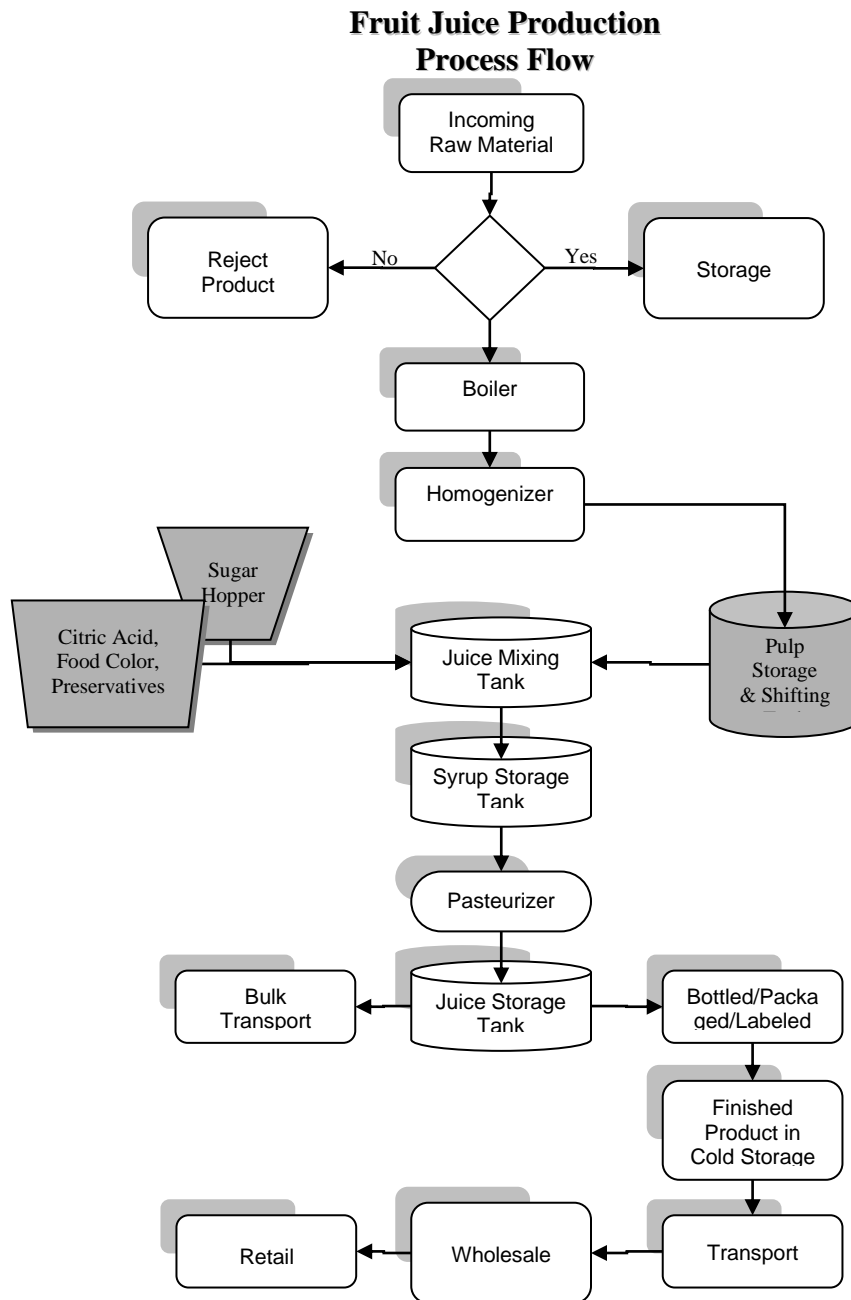 Fruit Juice Production
Process Flow
Incoming
Raw Material
Reject
Product
No
Yes
Storage
Boiler
Homogenizer
Sugar
Hopper
Citric Acid,
Food Color,
Preservatives
Juice Mixing
Tank
Pulp
Storage
& Shifting
Syrup Storage
Tank
Pasteurizer
Bulk
Transport
Juice Storage
Tank
Bottled/Packa
ged/Labeled
Finished
Product in
Cold Storage
Retail
Wholesale
Transport